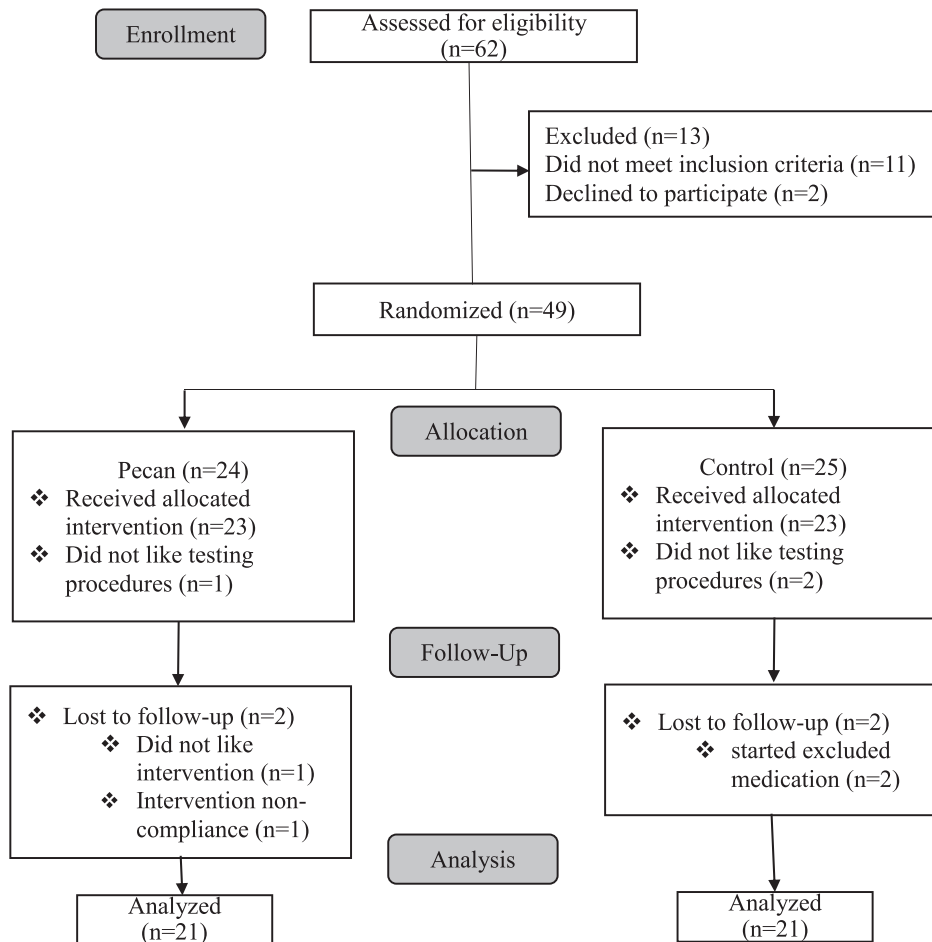 Enrollment
Assessed for eligibility
(n=62)
Excluded (n=13)
Did not meet inclusion criteria (n=11)
Declined to participate (n=2)
Randomized (n=49)
Allocation
Pecan (n=24)
❖ Received allocated
intervention (n=23)
❖ Did not like testing
procedures (n=1)
Control (n=25)
❖ Received allocated
intervention (n=23)
❖ Did not like testing
procedures (n=2)
Follow-Up
❖ Lost to follow-up (n=2)
❖ Did not like
intervention (n=1)
❖ Intervention non-
compliance (n=1)
❖ Lost to follow-up (n=2)
❖ started excluded
medication (n=2)
Analysis
Analyzed
(n=21)
Analyzed
(n=21)